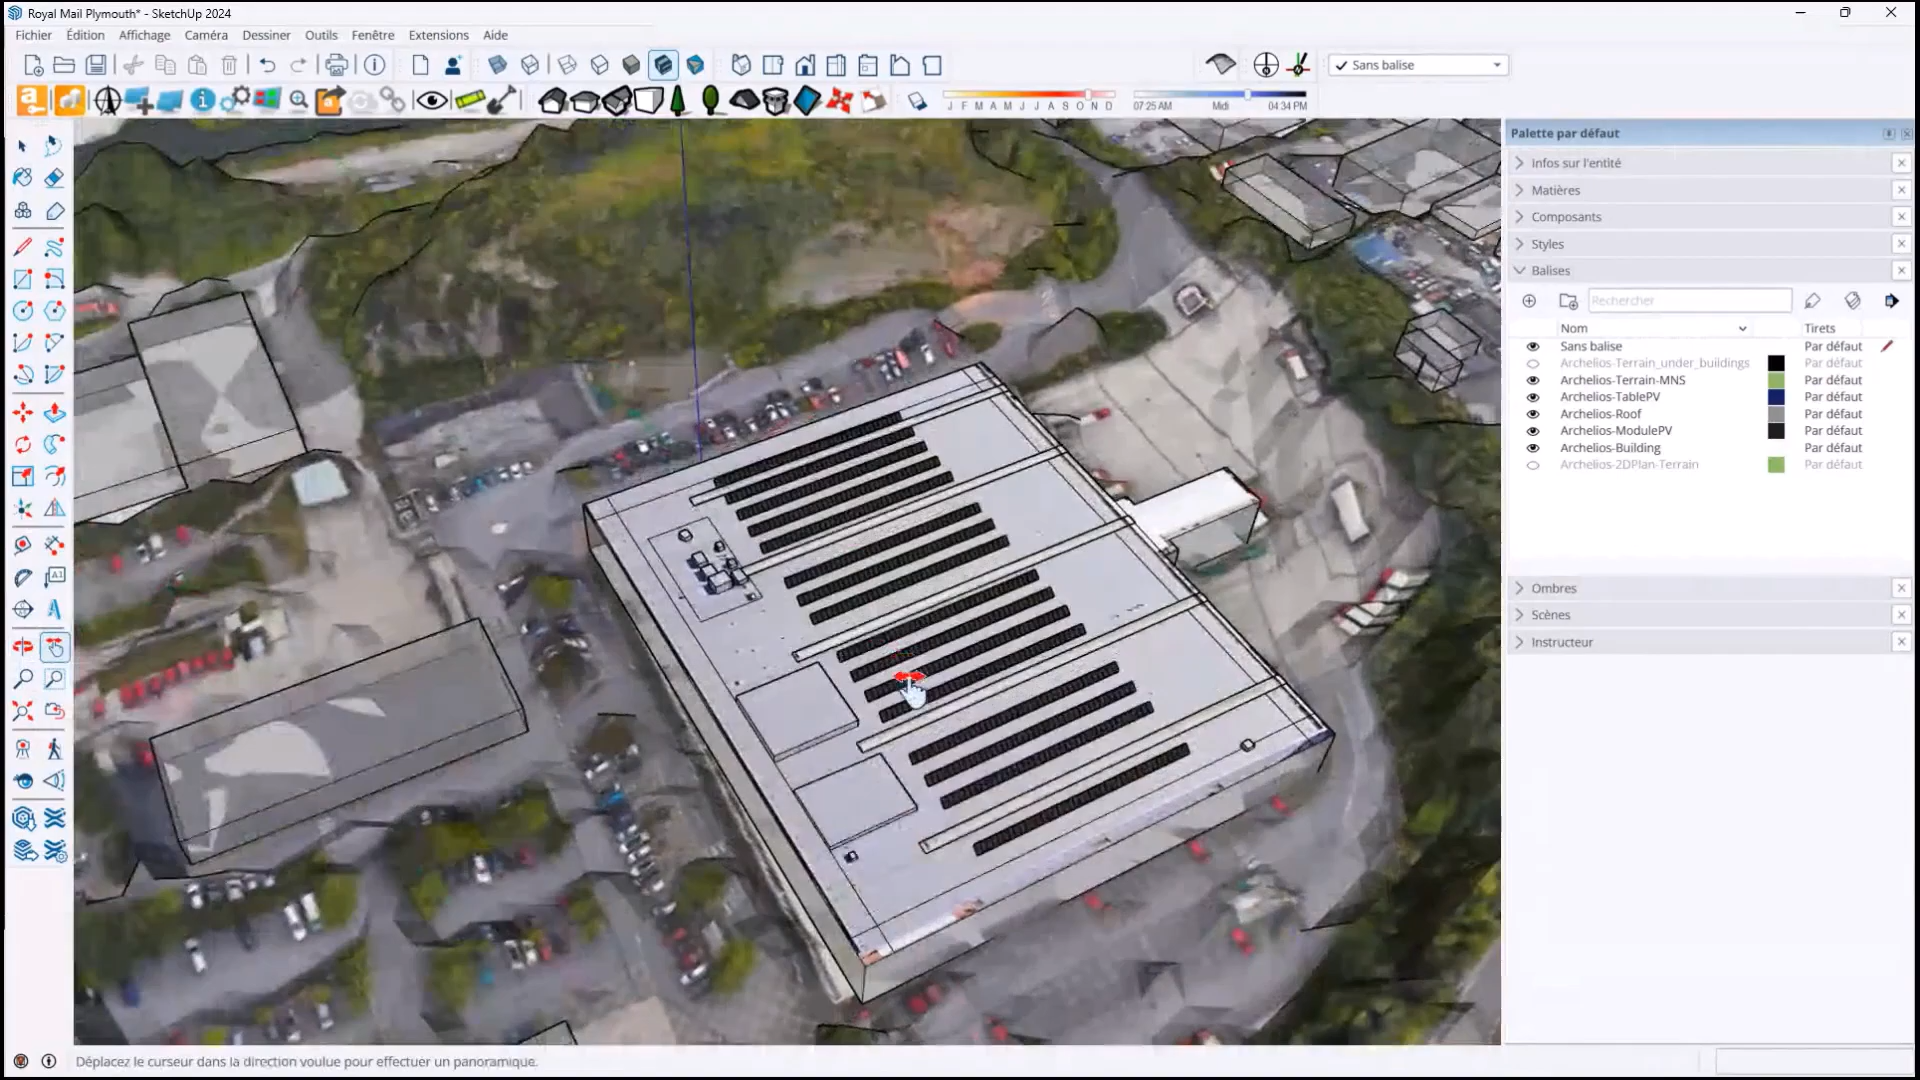 Royal Mail Plymouth* - SketchUp 2024
Fichier Édition Affichage Caméra Dessiner Outils Fenêtre Extensions Aide
Sans balise
J F M A M J J A S O N D 07:25 AM Midi 04:34 PM
Palette par défaut
Infos sur l'entité
Matières
Composants
Styles
Balises
Rechercher
Nom Tirets
Sans balise Par défaut
Archelios-Terrain_under_buildings Par défaut
Archelios-Terrain-MNS Par défaut
Archelios-TablePV Par défaut
Archelios-Roof Par défaut
Archelios-ModulePV Par défaut
Archelios-Building Par défaut
Archelios-2DPlan-Terrain Par défaut
Ombres
Scènes
Instructeur
Déplacez le curseur dans la direction voulue pour effectuer un panoramique.